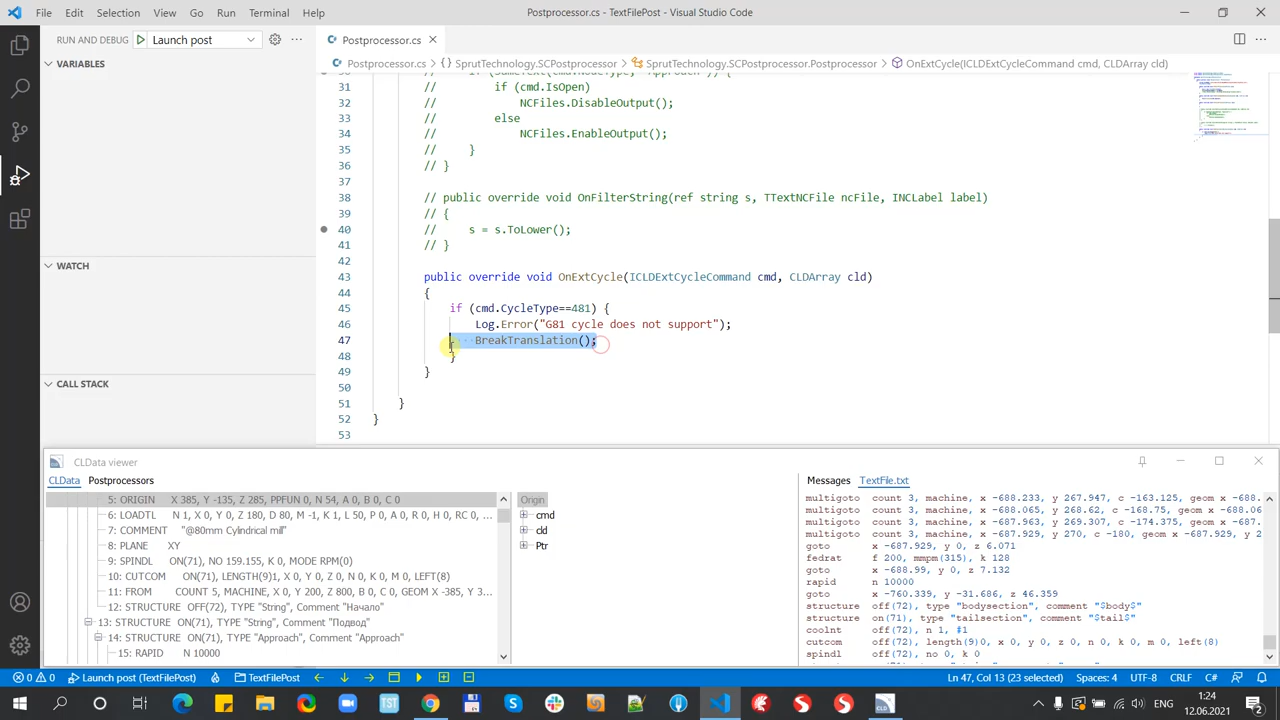 File Edit Selection View Go Run Terminal Help
Postprocessor.cs - TextFilePost - Visual Studio Code
RUN AND DEBUG Launch post
Postprocessor.cs
Postprocessor.cs > SprutTechnology.SCPostprocessor > SprutTechnology.SCPostprocessor.Postprocessor > OnExtCycle(ICLDExtCycleCommand cmd, CLDArray cld)
VARIABLES
31 // cmd.IsOpen)
32 // NCFiles.DisableOutput();
33 // else
34 // NCFiles.EnableOutput();
35 // }
36 // }
37
38 // public override void OnFilterString(ref string s, TTextNCFile ncFile, INCLabel label)
39 // {
40 // s = s.ToLower();
41 // }
42
43 public override void OnExtCycle(ICLDExtCycleCommand cmd, CLDArray cld)
44 {
45 if (cmd.CycleType==481) {
46 Log.Error("G81 cycle does not support");
47 BreakTranslation();
48 }
49 }
50
51 }
52 }
53
WATCH
CALL STACK
CLData viewer
CLData Postprocessors
5: ORIGIN X 385, Y -135, Z 285, PPFUN 0, N 54, A 0, B 0, C 0
6: LOADTL N 1, X 0, Y 0, Z 180, D 80, M -1, K 1, L 50, P 0, A 0, R 0, H 0, RC 0, ...
7: COMMENT "@80mm Cylindrical mill"
8: PLANE XY
9: SPINDL ON(71), NO 159.155, K 0, MODE RPM(0)
10: CUTCOM ON(71), LENGTH(9)1, X 0, Y 0, Z 0, N 0, K 0, M 0, LEFT(8)
11: FROM COUNT 5, MACHINE, X 0, Y 200, Z 800, B 0, C 0, GEOM X -385, Y 3...
12: STRUCTURE OFF(72), TYPE "String", Comment "Начало"
13: STRUCTURE ON(71), TYPE "String", Comment "Подвод"
14: STRUCTURE ON(71), TYPE "Approach", Comment "Approach"
15: RAPID N 10000
Origin
cmd
cld
Ptr
Messages TextFile.txt
multigoto count 3, machine, x -688.233, y 267.947, c -163.125, geom x -688.
multigoto count 3, machine, x -688.065, y 268.62, c -168.75, geom x -688.06
multigoto count 3, machine, x -687.963, y 269.307, c -174.375, geom x -687.
multigoto count 3, machine, x -687.929, y 270, c -180, geom x -687.929, y 2
goto x -687.929, y 0, z 6.071
fedrat f 200, mmpm(315), k 128
goto x -688.99, y 0, z 7.132
rapid n 10000
goto x -760.339, y -31.686, z 46.359
structure off(72), type "bodysection", comment "$body$"
structure on(71), type "tailsection", comment "$tail$"
coolnt off(72), n 1, #1
cutcom off(72), length(9)0, x 0, y 0, z 0, n 0, k 0, m 0, left(8)
spindl off(72), no 0, k 0
0 0 Launch post (TextFilePost) TextFilePost
Ln 47, Col 13 (23 selected) Spaces: 4 UTF-8 CRLF C#
ENG 1:24
12.06.2021